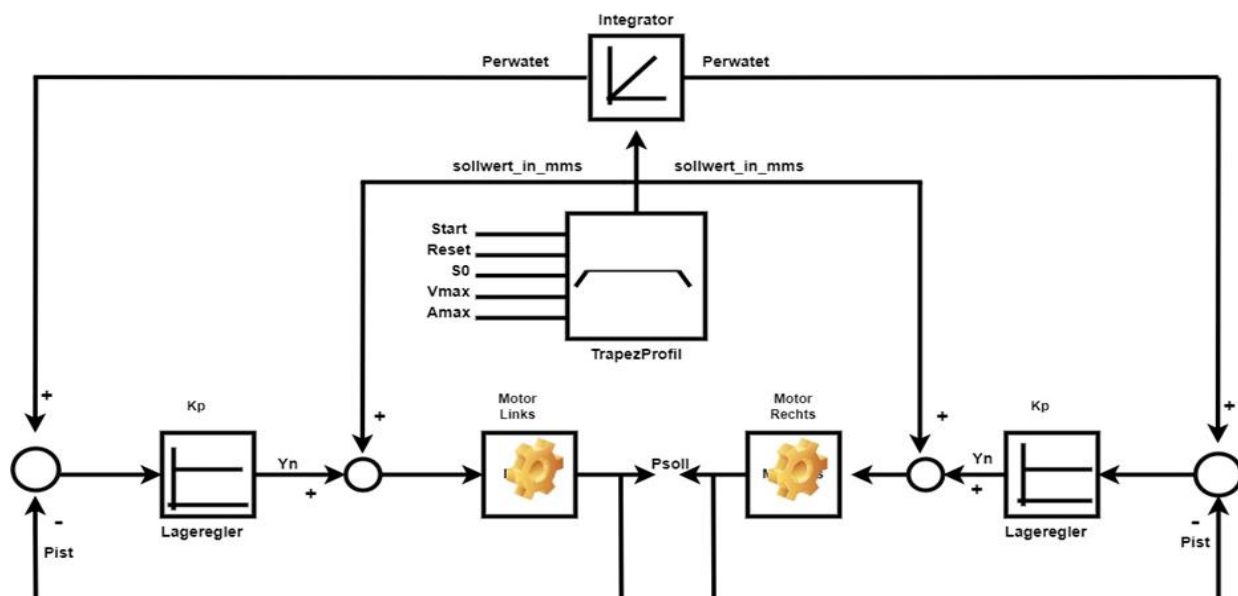 Integrator
Perwatet
Perwatet
sollwert_in_mms
sollwert_in_mms
Start
Reset
S0
Vmax
Amax
TrapezProfil
+
+
Kp
Motor
Links
+
Motor
Rechts
+
Kp
Yn
+
Psoll
Yn
+
-
Pist
Lageregler
Lageregler
-
Pist